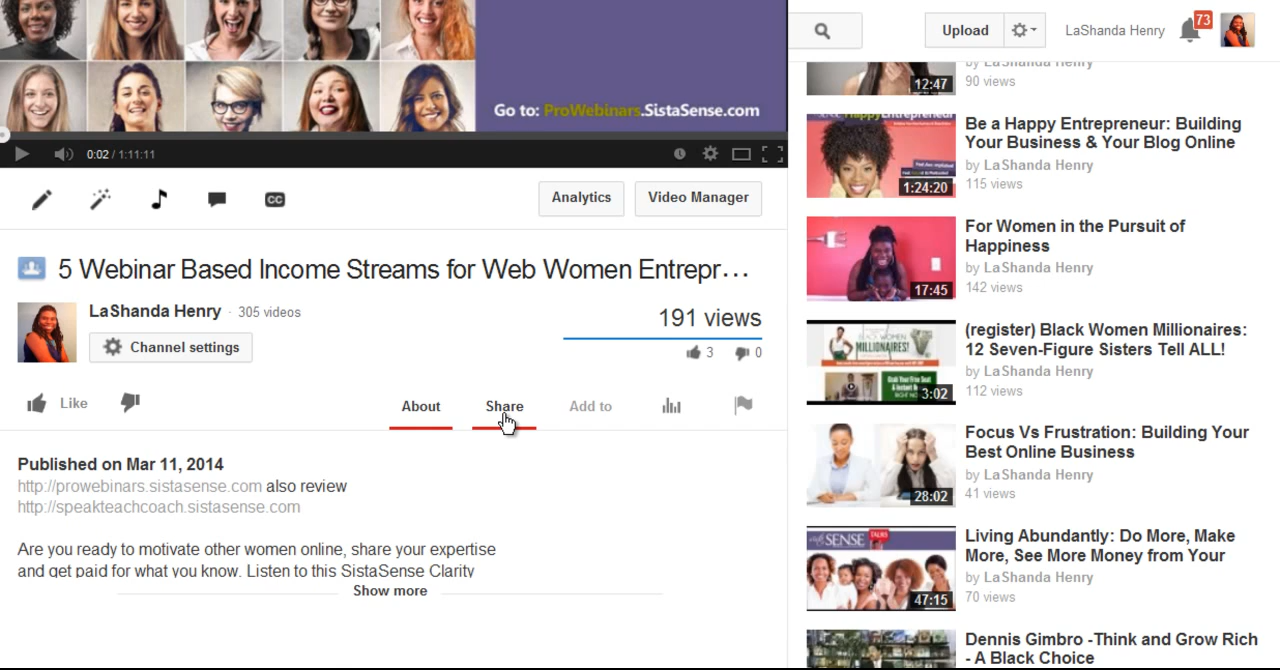 Go to: ProWebinars.SistaSense.com
0:02 / 1:11:11
CC
Analytics
Video Manager
5 Webinar Based Income Streams for Web Women Entrepr...
LaShanda Henry · 305 videos
Channel settings
191 views
3
0
Like
About
Share
Add to
Published on Mar 11, 2014
http://prowebinars.sistasense.com also review
http://speakteachcoach.sistasense.com
Are you ready to motivate other women online, share your expertise
and get paid for what you know. Listen to this SistaSense Clarity
Show more
Upload
LaShanda Henry
73
12:47
by LaShanda Henry
90 views
1:24:20
Be a Happy Entrepreneur: Building
Your Business & Your Blog Online
by LaShanda Henry
115 views
17:45
For Women in the Pursuit of
Happiness
by LaShanda Henry
142 views
MILLIONAIRES!
3:02
(register) Black Women Millionaires:
12 Seven-Figure Sisters Tell ALL!
by LaShanda Henry
112 views
28:02
Focus Vs Frustration: Building Your
Best Online Business
by LaShanda Henry
41 views
SENSE TALKS
47:15
Living Abundantly: Do More, Make
More, See More Money from Your
by LaShanda Henry
70 views
Dennis Gimbro -Think and Grow Rich
- A Black Choice